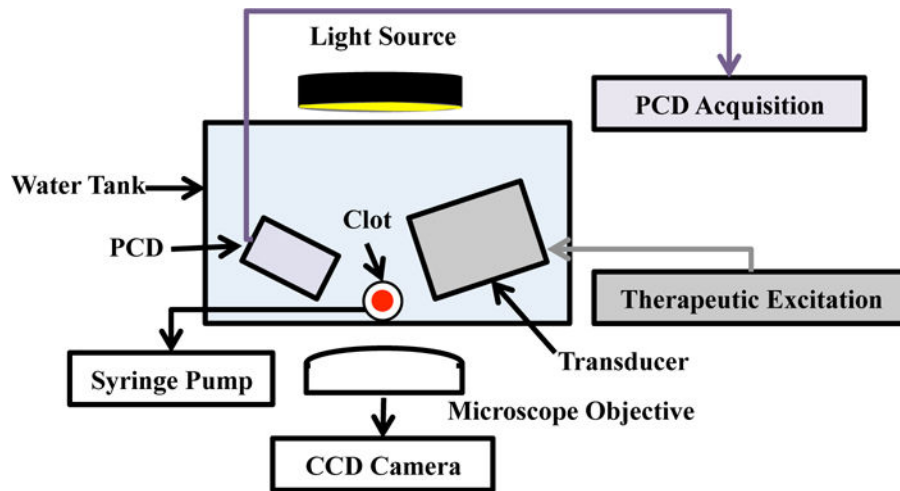 Light Source
PCD Acquisition
Water Tank
Clot
PCD
Therapeutic Excitation
Transducer
Syringe Pump
Microscope Objective
CCD Camera